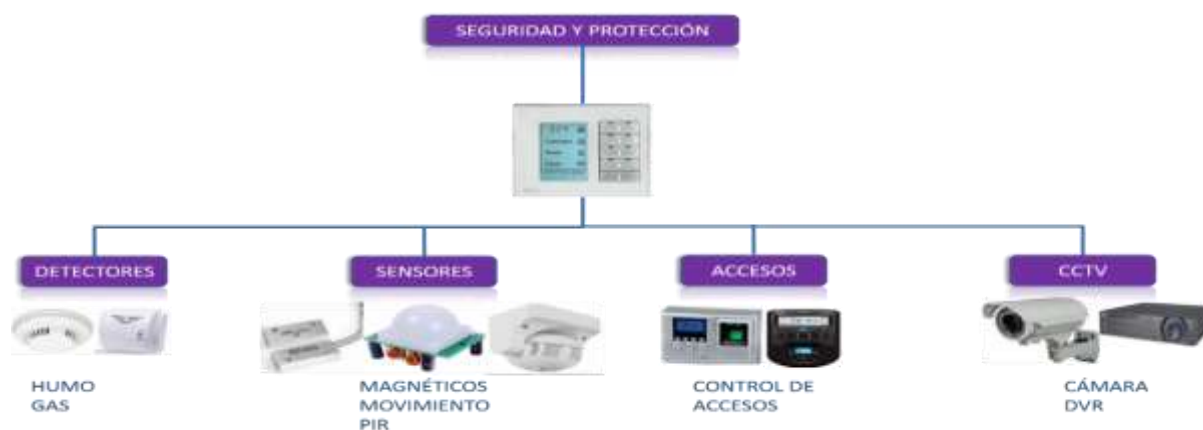 SEGURIDAD Y PROTECCIÓN
DETECTORES
SENSORES
ACCESOS
CCTV
HUMO
GAS
MAGNÉTICOS
MOVIMIENTO
PIR
CONTROL DE
ACCESOS
CÁMARA
DVR